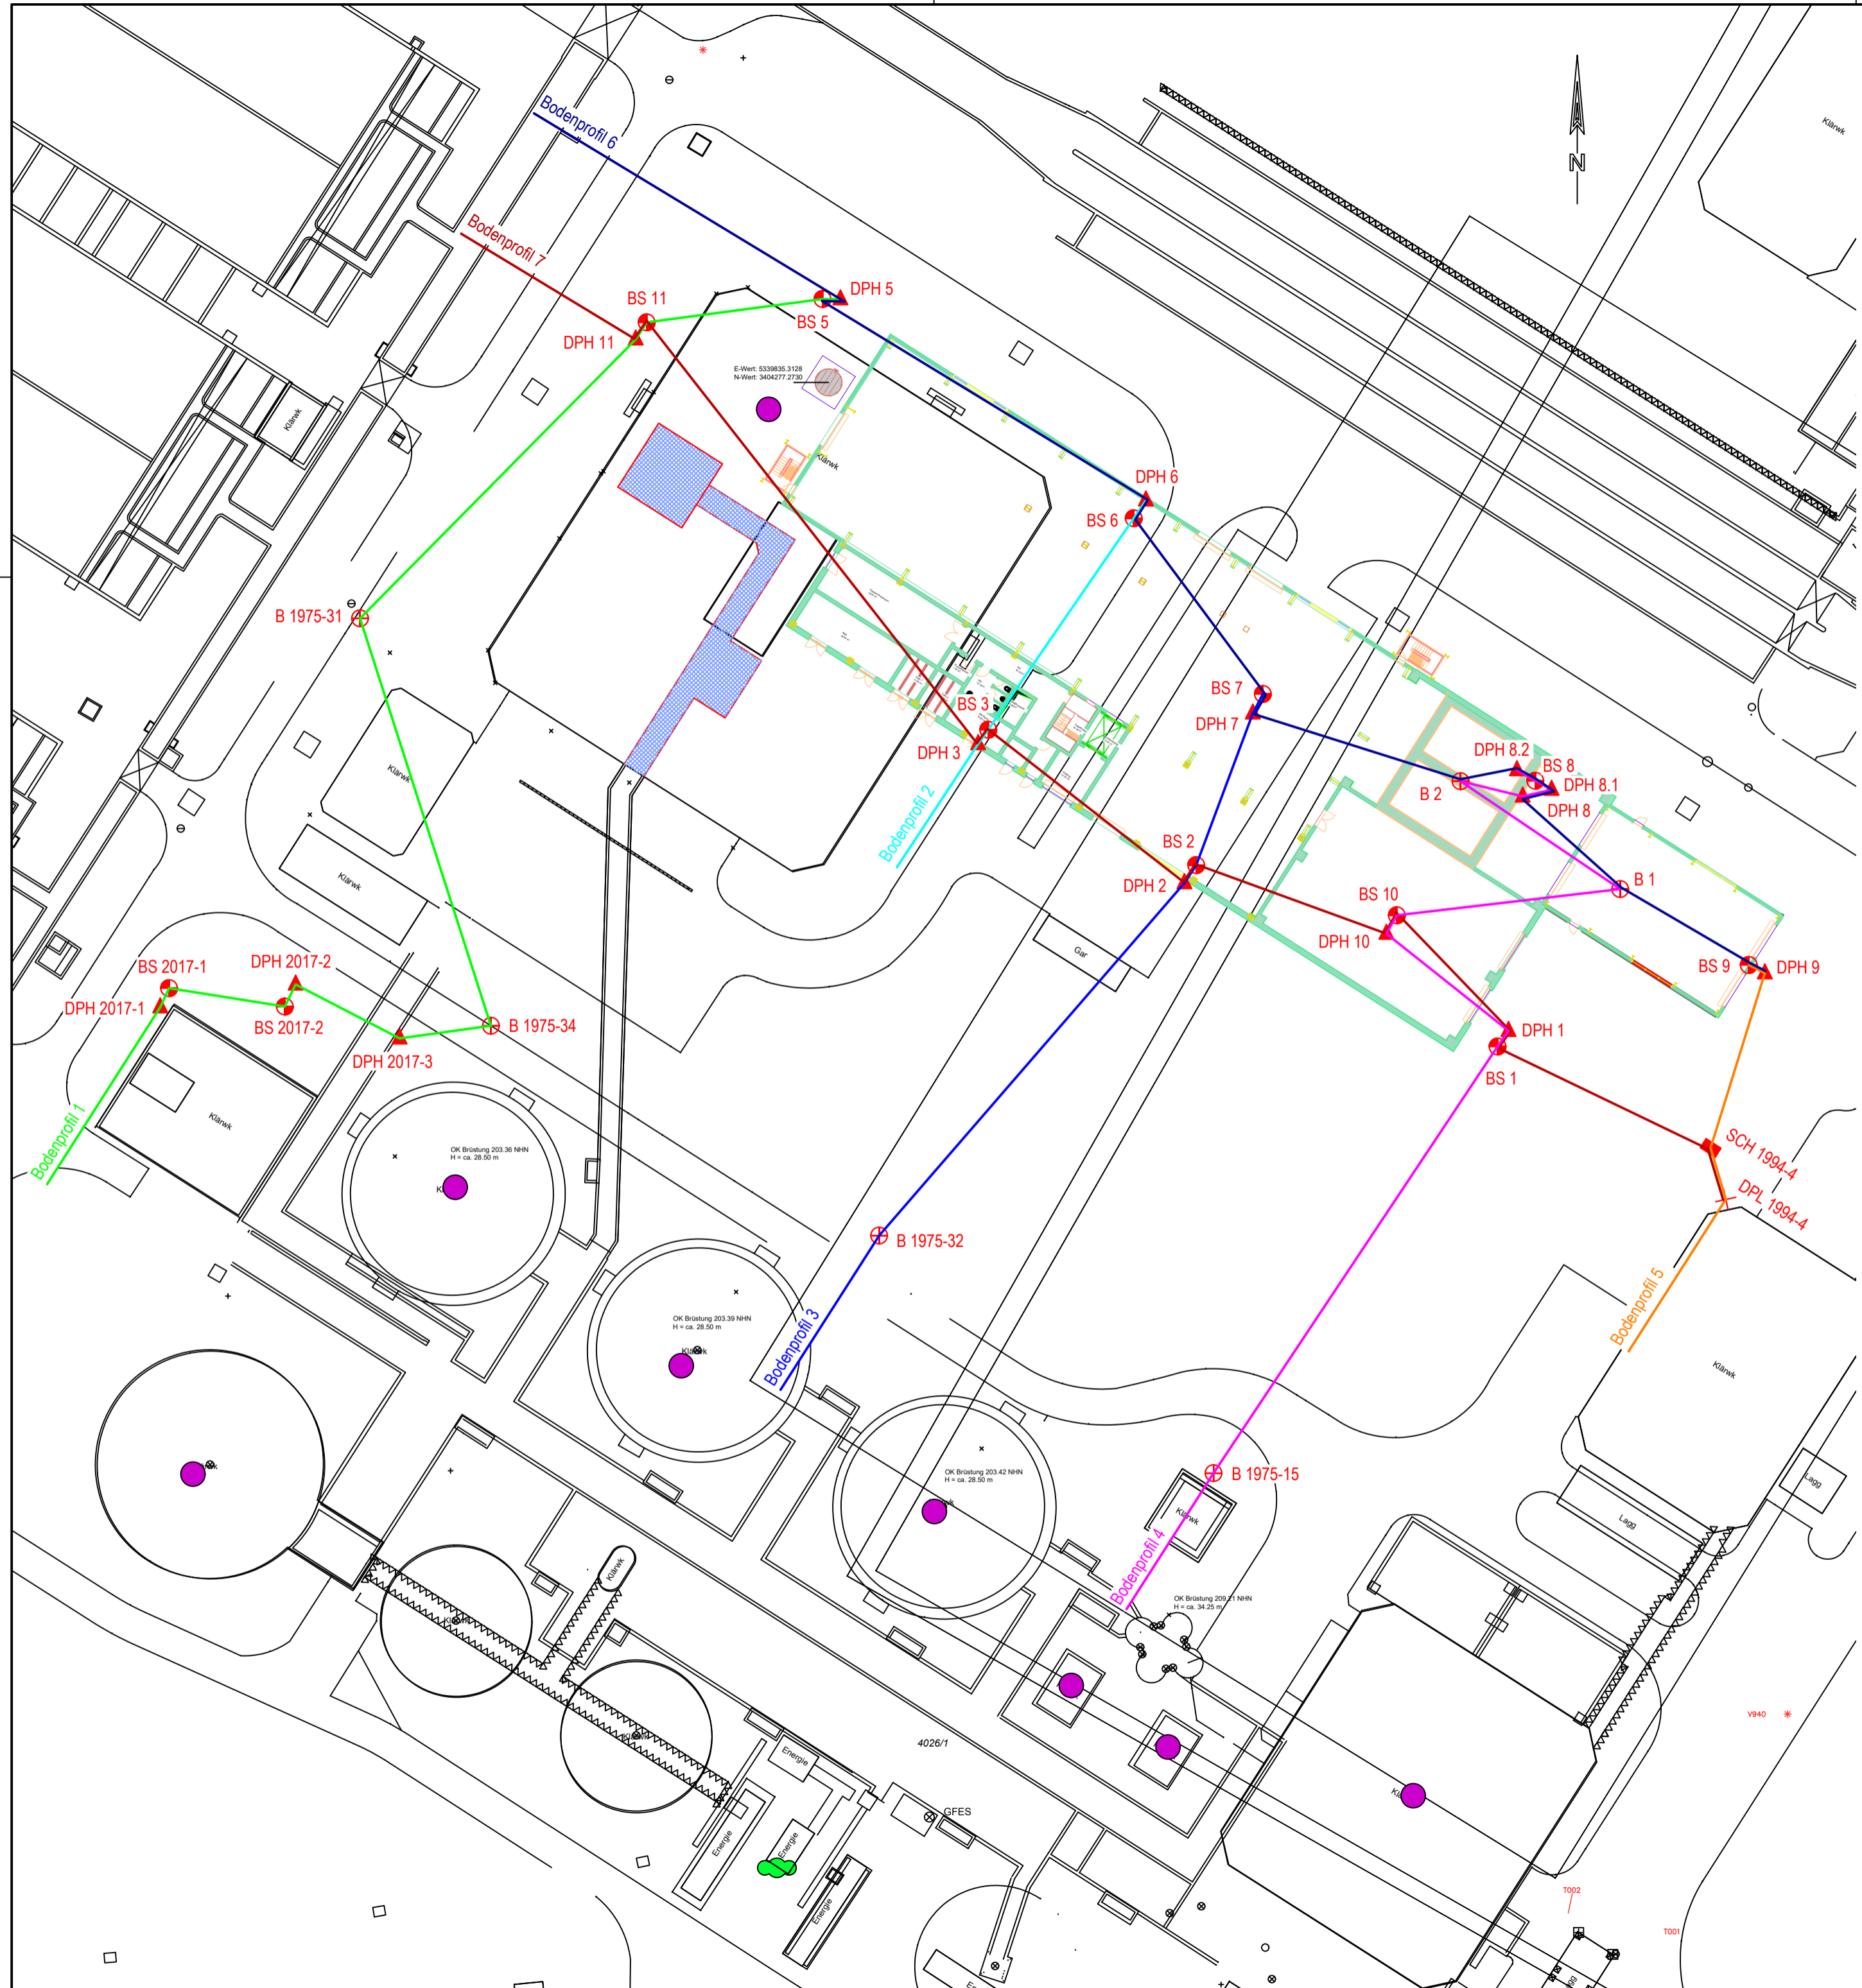 Klärwk
Bodenprofil 6
N
Bodenprofil 7
DPH 5
BS 11
BS 5
DPH 11
E-Wert: 5339835.3128
N-Wert: 3404277.2730
Klärwk
Klärwk
DPH 6
BS 6
B 1975-31
BS 7
DPH 7
BS 3
DPH 3
DPH 8.2
BS 8
DPH 8.1
B 2
DPH 8
Klärwk
Bodenprofil 2
BS 2
DPH 2
Klärwk
B 1
BS 10
DPH 10
Gar
BS 9
DPH 9
BS 2017-1
DPH 2017-2
DPH 2017-1
BS 2017-2
B 1975-34
DPH 1
DPH 2017-3
BS 1
Klärwk
Bodenprofil 1
OK Brüstung 203.36 NHN
H = ca. 28.50 m
SCH 1994-4
DPL 1994-4
B 1975-32
Bodenprofil 5
OK Brüstung 203.39 NHN
H = ca. 28.50 m
Klärwk
Bodenprofil 3
Klärwk
OK Brüstung 203.42 NHN
H = ca. 28.50 m
B 1975-15
Lagg
Klärwk
Lagg
Bodenprofil 4
Klärwk
OK Brüstung 209.21 NHN
H = ca. 34.25 m
Klärwk
Klärwk
V940
4026/1
Energie
GFES
Energie
Energie
Energie
T002
T001